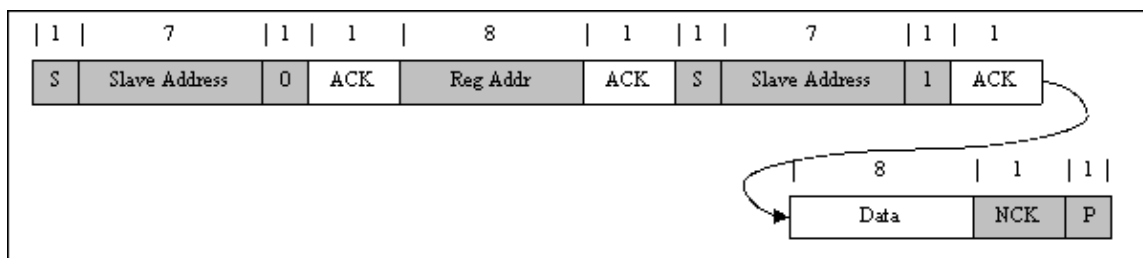 | 1 | 7 | 1 | 1 | 8 | 1 | 1 | 7 | 1 | 1
S Slave Address 0 ACK Reg Addr ACK S Slave Address 1 ACK
| 8 | 1 | 1 |
Data NCK P